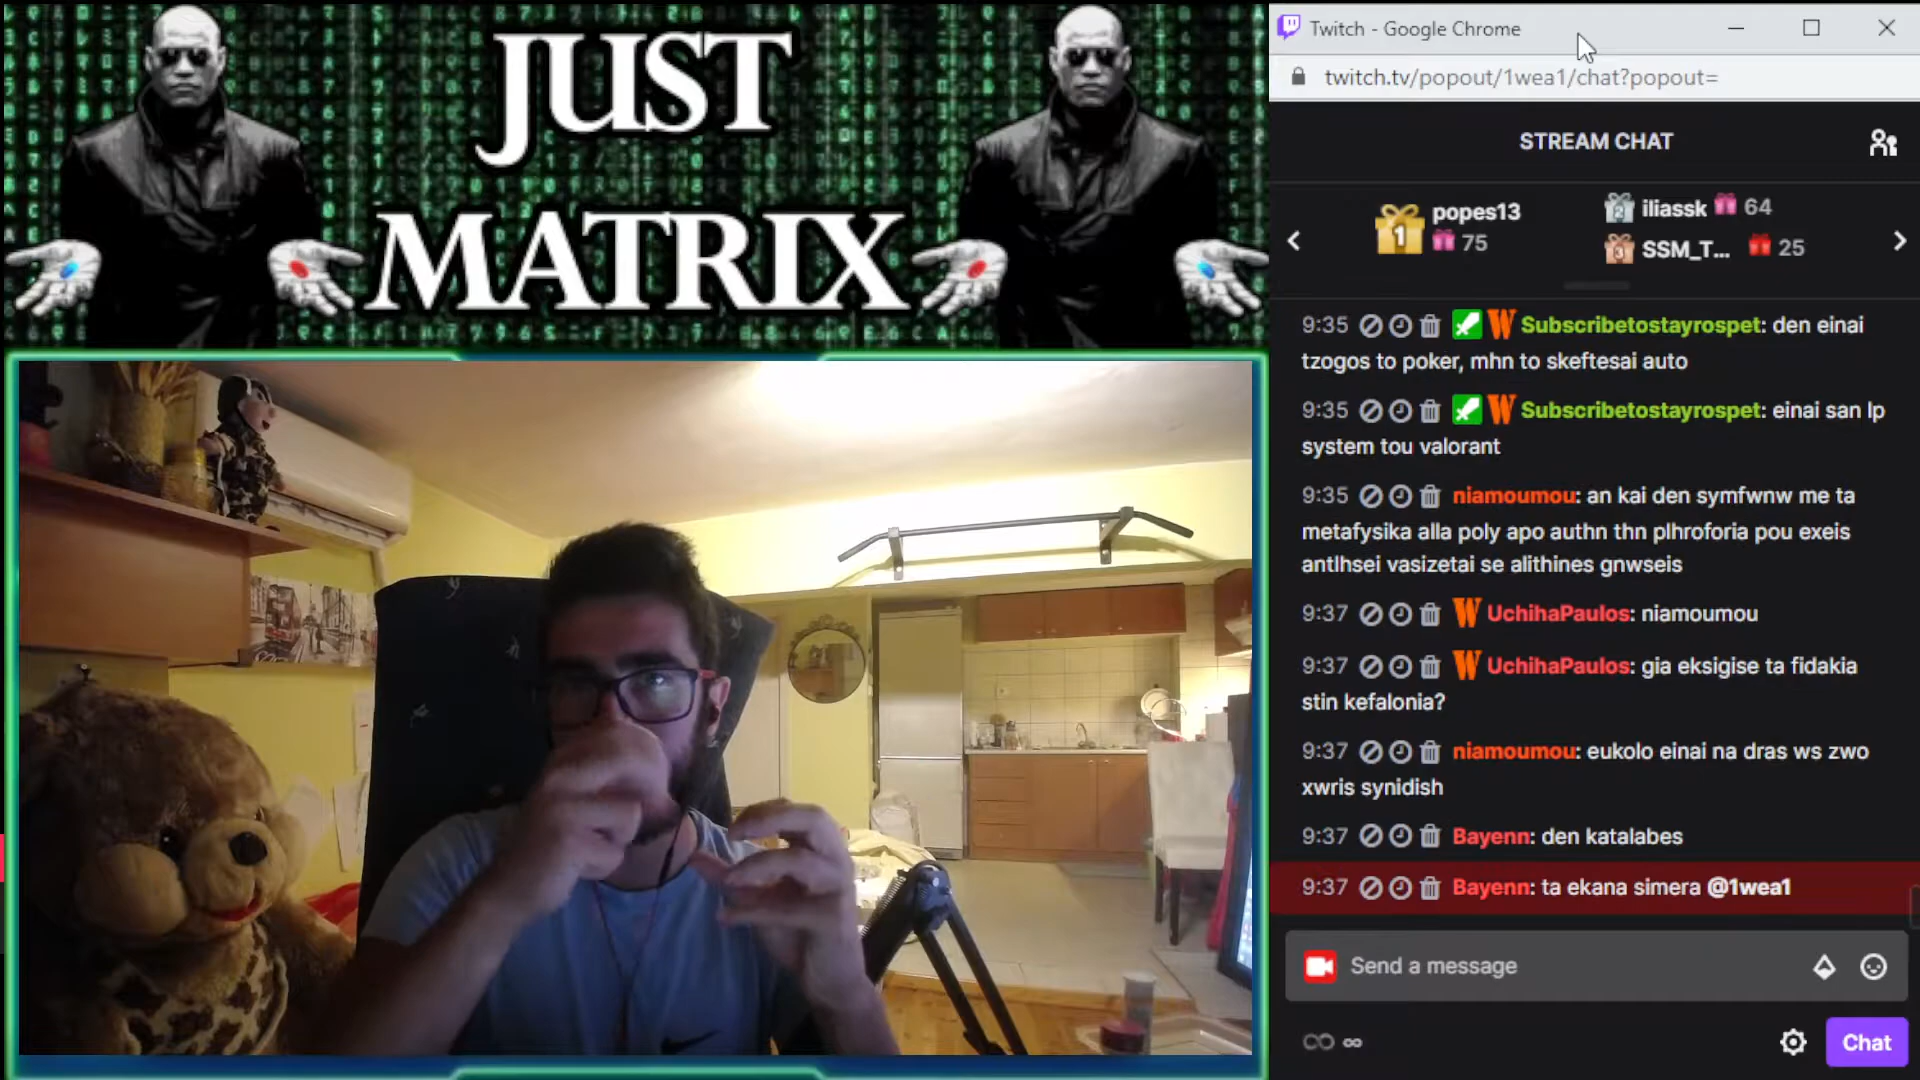 JUST
MATRIX
Twitch - Google Chrome
twitch.tv/popout/1wea1/chat?popout=
STREAM CHAT
1 popes13
75
2 iliassk 64
3 SSM_T... 25
9:35 Subscribetostayrospet: den einai
tzogos to poker, mhn to skeftesai auto
9:35 Subscribetostayrospet: einai san lp
system tou valorant
9:35 niamoumou: an kai den symfwnw me ta
metafysika alla poly apo authn thn plhroforia pou exeis
antlhsei vasizetai se alithines gnwseis
9:37 UchihaPaulos: niamoumou
9:37 UchihaPaulos: gia eksigise ta fidakia
stin kefalonia?
9:37 niamoumou: eukolo einai na dras ws zwo
xwris synidish
9:37 Bayenn: den katalabes
9:37 Bayenn: ta ekana simera @1wea1
Send a message
Chat